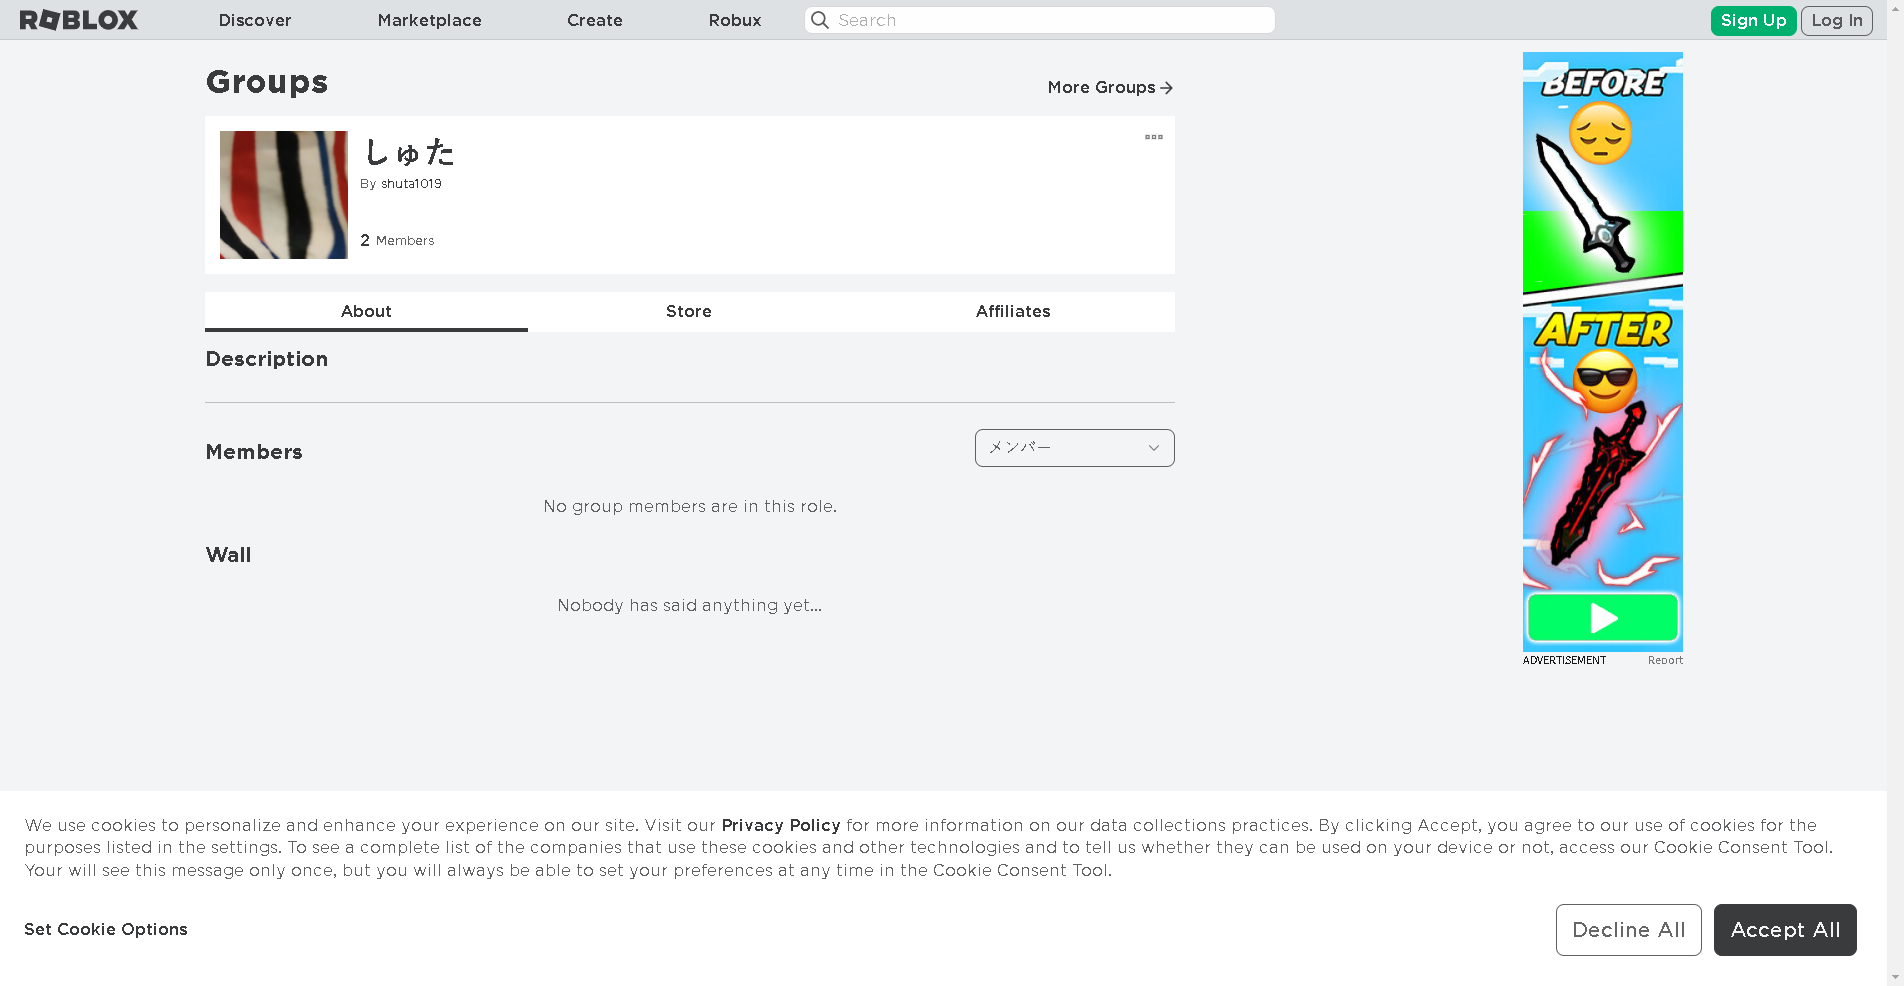 ROBLOX
Discover
Marketplace
Create
Robux
Search
Sign Up
Log In
Groups
More Groups
しゅた
By shuta1019
2 Members
About
Store
Affiliates
Description
Members
メンバー
No group members are in this role.
Wall
Nobody has said anything yet...
BEFORE
AFTER
ADVERTISEMENT
Report
We use cookies to personalize and enhance your experience on our site. Visit our Privacy Policy for more information on our data collections practices. By clicking Accept, you agree to our use of cookies for the
purposes listed in the settings. To see a complete list of the companies that use these cookies and other technologies and to tell us whether they can be used on your device or not, access our Cookie Consent Tool.
Your will see this message only once, but you will always be able to set your preferences at any time in the Cookie Consent Tool.
Set Cookie Options
Decline All
Accept All